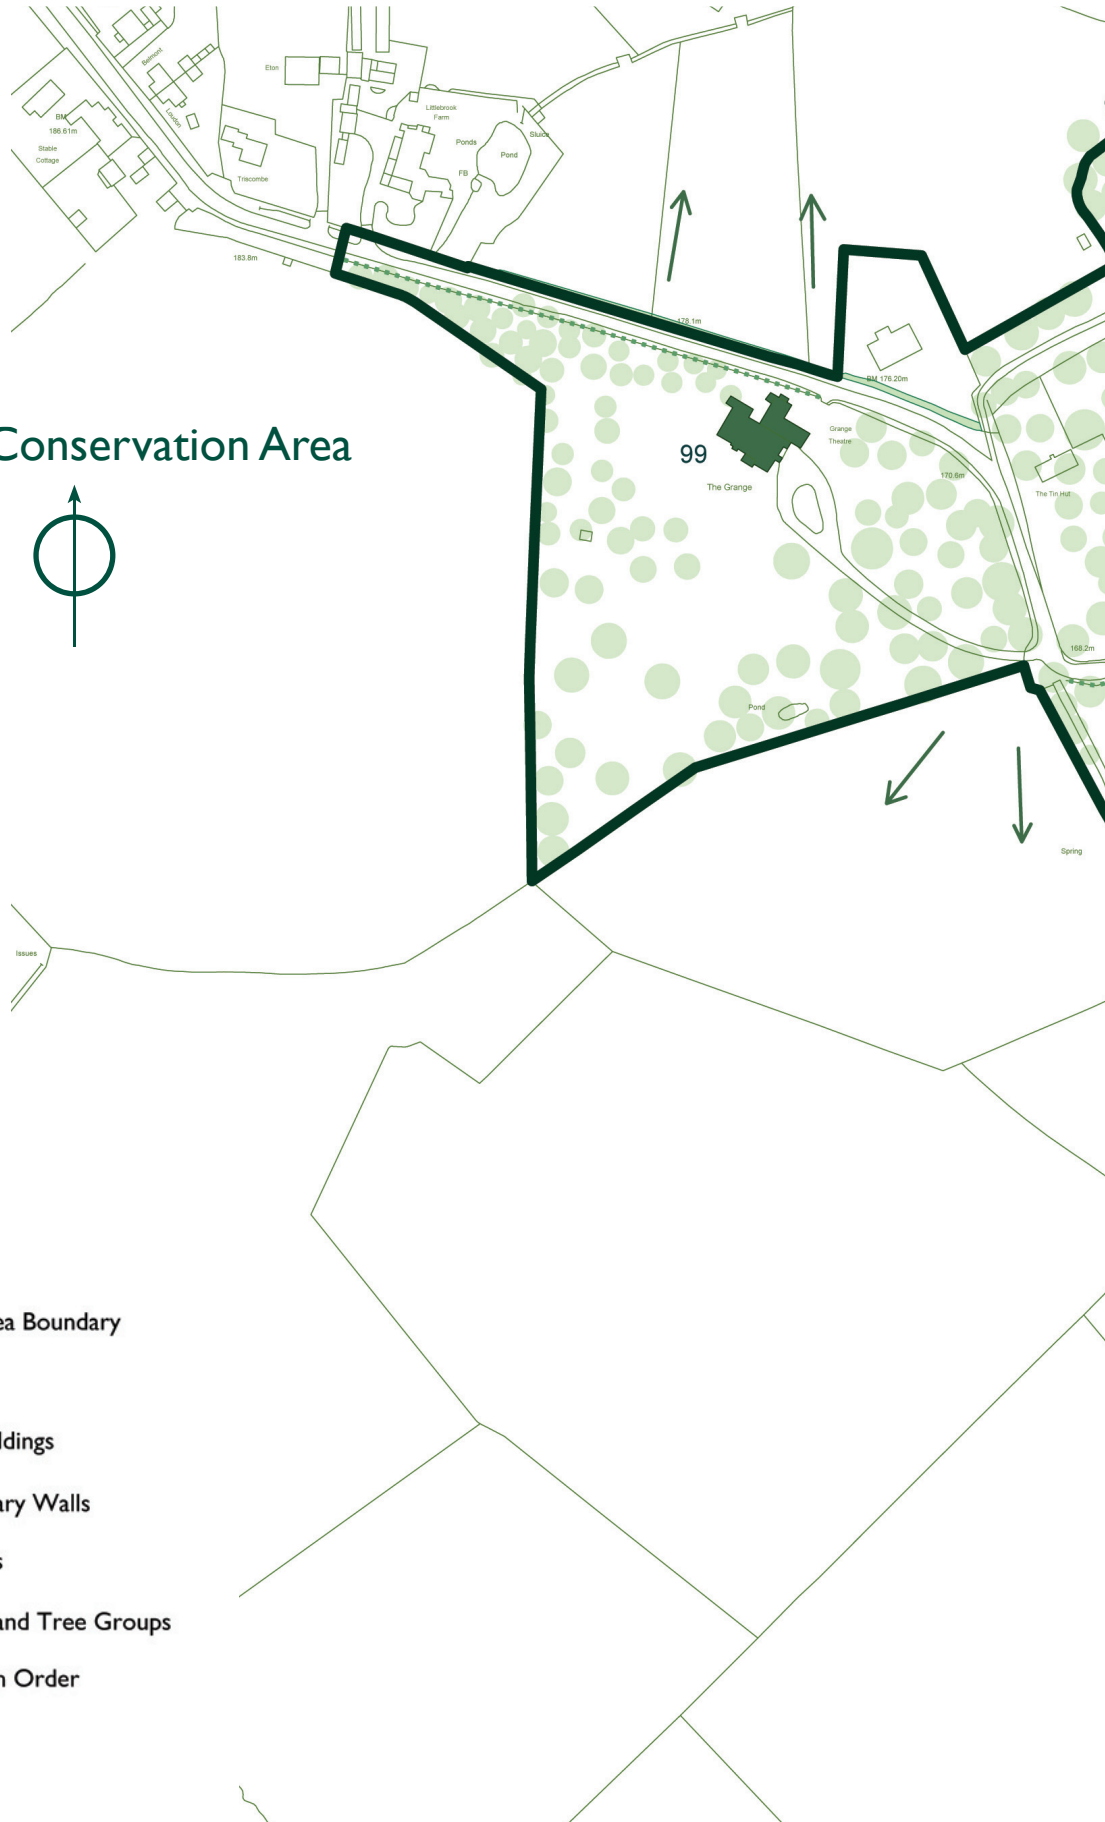 Belmont
Eton
Loudon
Littlebrook
Farm
BM
186.61m
Stable
Cottage
Sluice
Ponds
Pond
FB
Triscombe
183.8m
178.1m
BM 176.20m
Conservation Area
99
The Grange
Grange
Theatre
170.6m
The Tin Hut
168.2m
Pond
Spring
Issues
ea Boundary
ldings
ary Walls
s
and Tree Groups
n Order